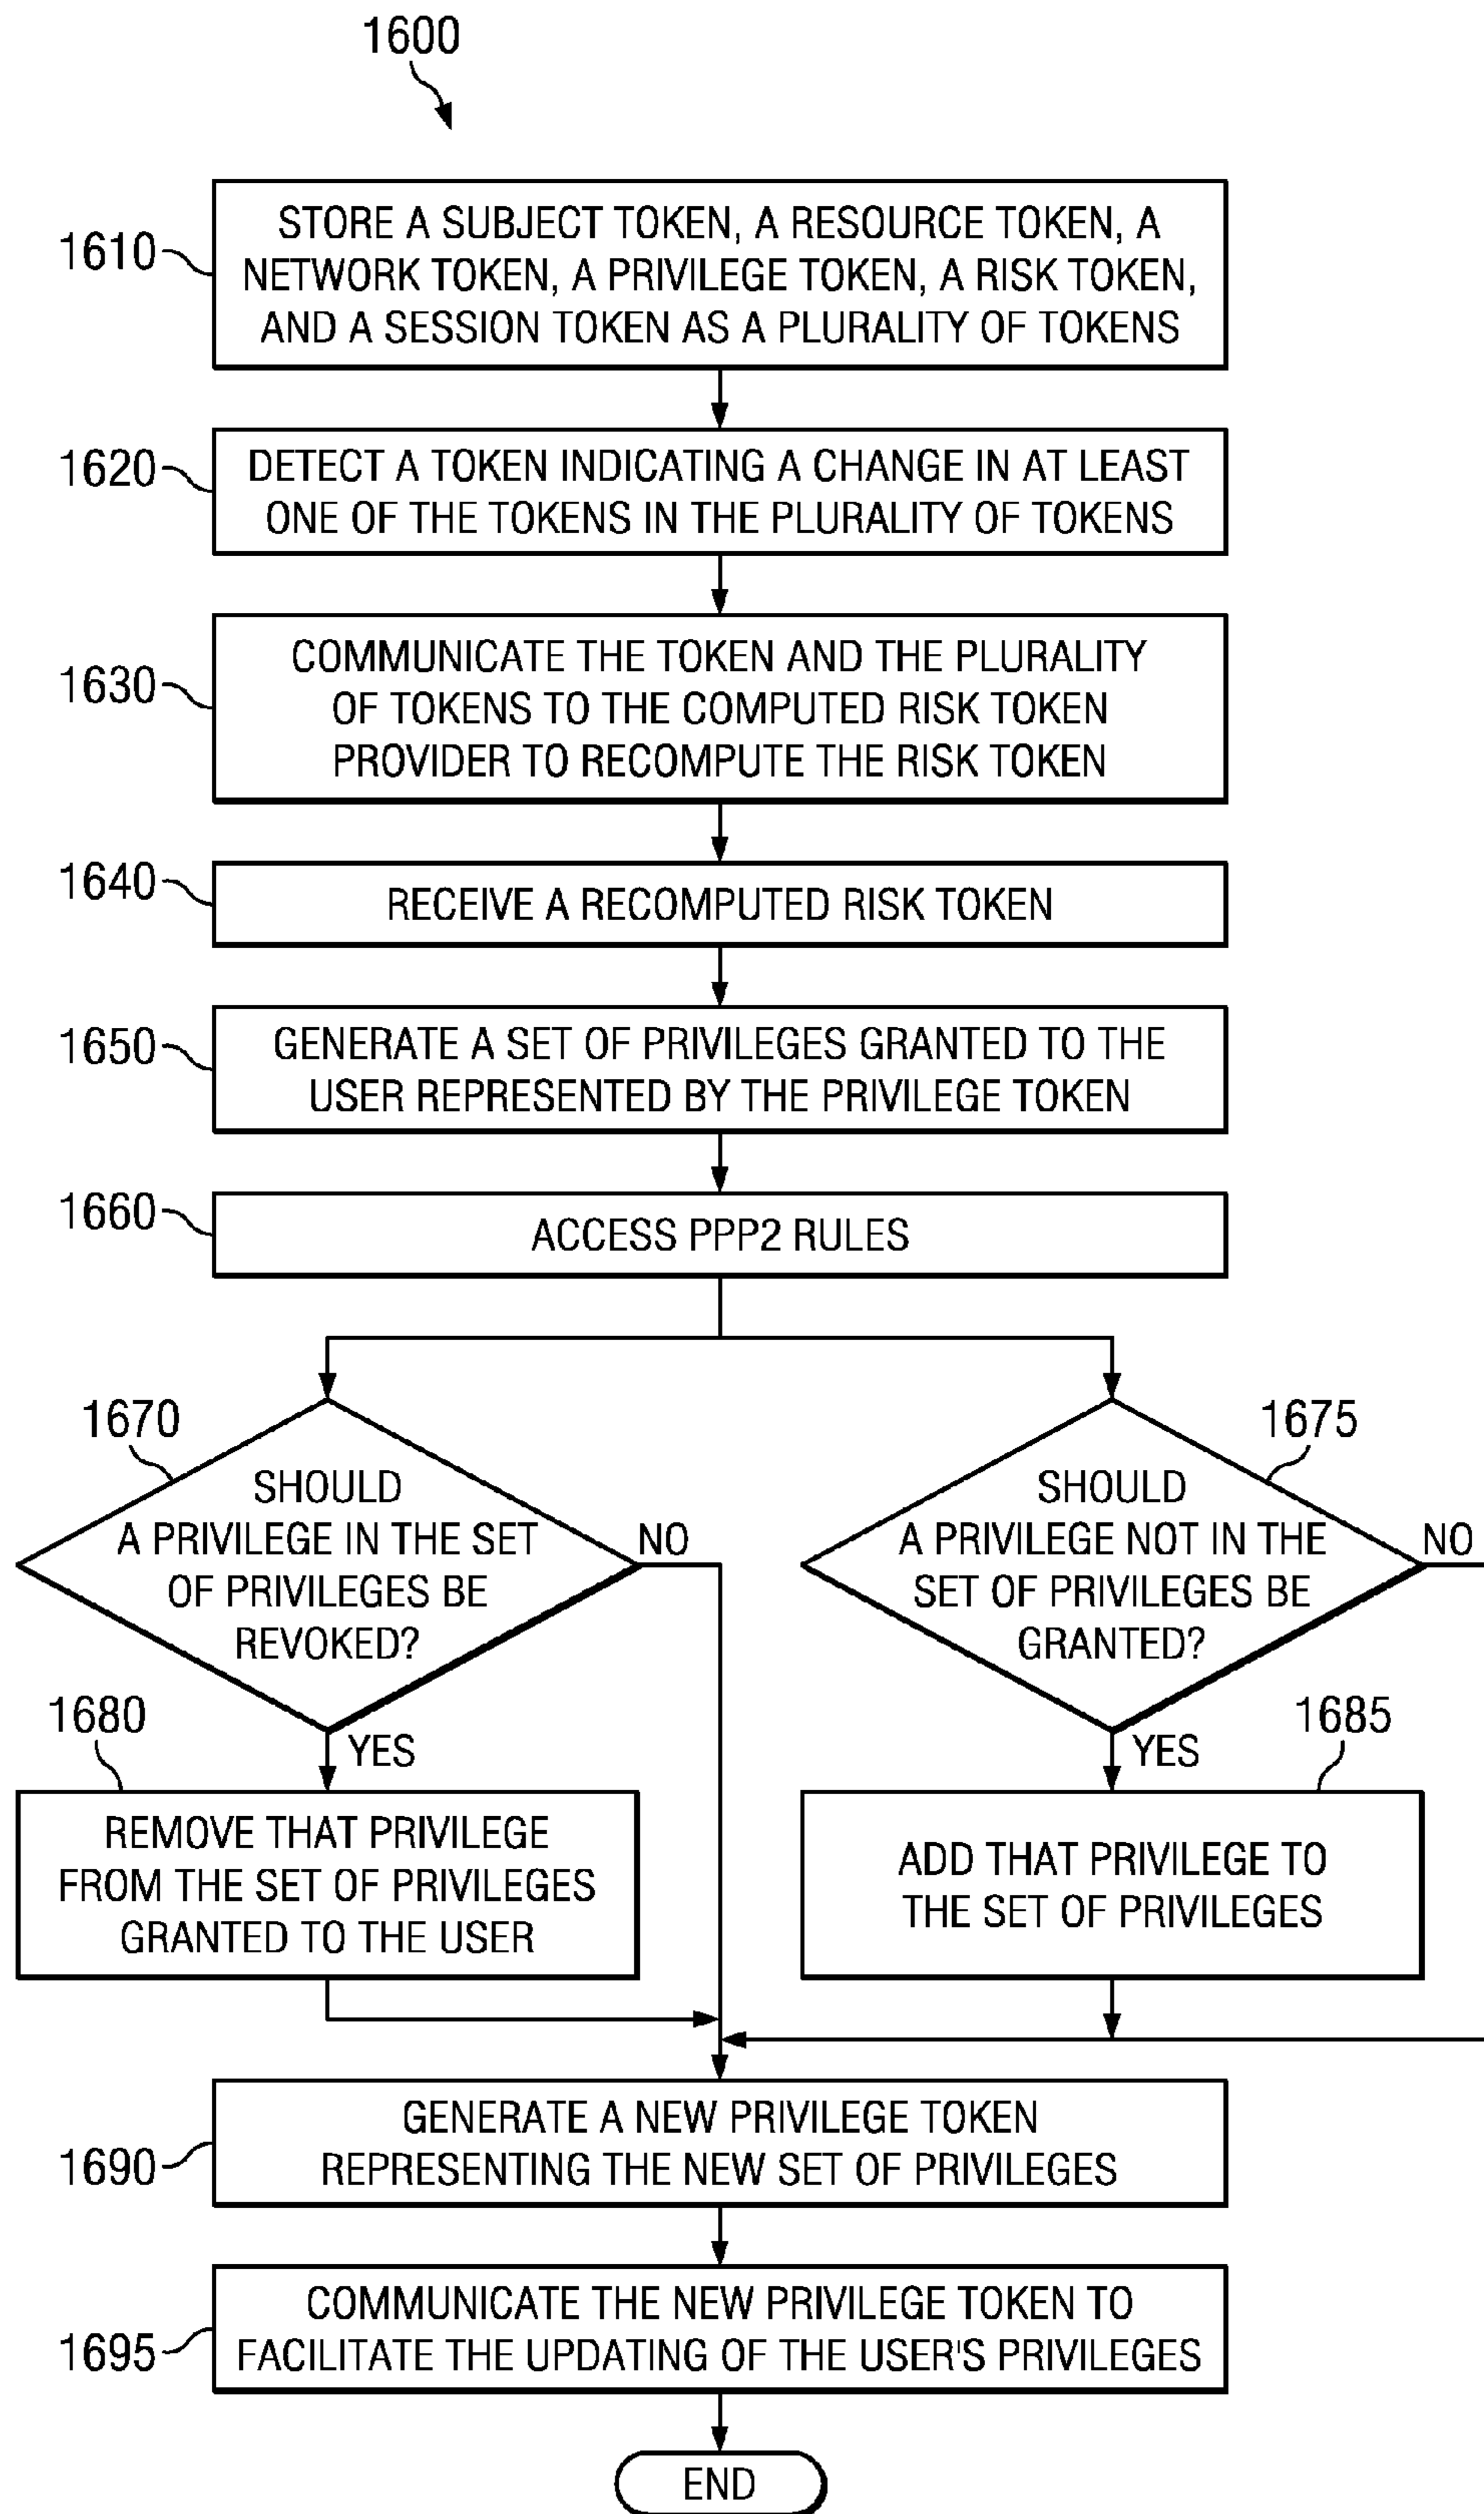 1600
1610
STORE A SUBJECT TOKEN, A RESOURCE TOKEN, A
NETWORK TOKEN, A PRIVILEGE TOKEN, A RISK TOKEN,
AND A SESSION TOKEN AS A PLURALITY OF TOKENS
1620
DETECT A TOKEN INDICATING A CHANGE IN AT LEAST
ONE OF THE TOKENS IN THE PLURALITY OF TOKENS
1630
COMMUNICATE THE TOKEN AND THE PLURALITY
OF TOKENS TO THE COMPUTED RISK TOKEN
PROVIDER TO RECOMPUTE THE RISK TOKEN
1640
RECEIVE A RECOMPUTED RISK TOKEN
1650
GENERATE A SET OF PRIVILEGES GRANTED TO THE
USER REPRESENTED BY THE PRIVILEGE TOKEN
1660
ACCESS PPP2 RULES
1670
SHOULD
A PRIVILEGE IN THE SET
OF PRIVILEGES BE
REVOKED?
NO
YES
1675
SHOULD
A PRIVILEGE NOT IN THE
SET OF PRIVILEGES BE
GRANTED?
NO
YES
1680
REMOVE THAT PRIVILEGE
FROM THE SET OF PRIVILEGES
GRANTED TO THE USER
1685
ADD THAT PRIVILEGE TO
THE SET OF PRIVILEGES
1690
GENERATE A NEW PRIVILEGE TOKEN
REPRESENTING THE NEW SET OF PRIVILEGES
1695
COMMUNICATE THE NEW PRIVILEGE TOKEN TO
FACILITATE THE UPDATING OF THE USER'S PRIVILEGES
END